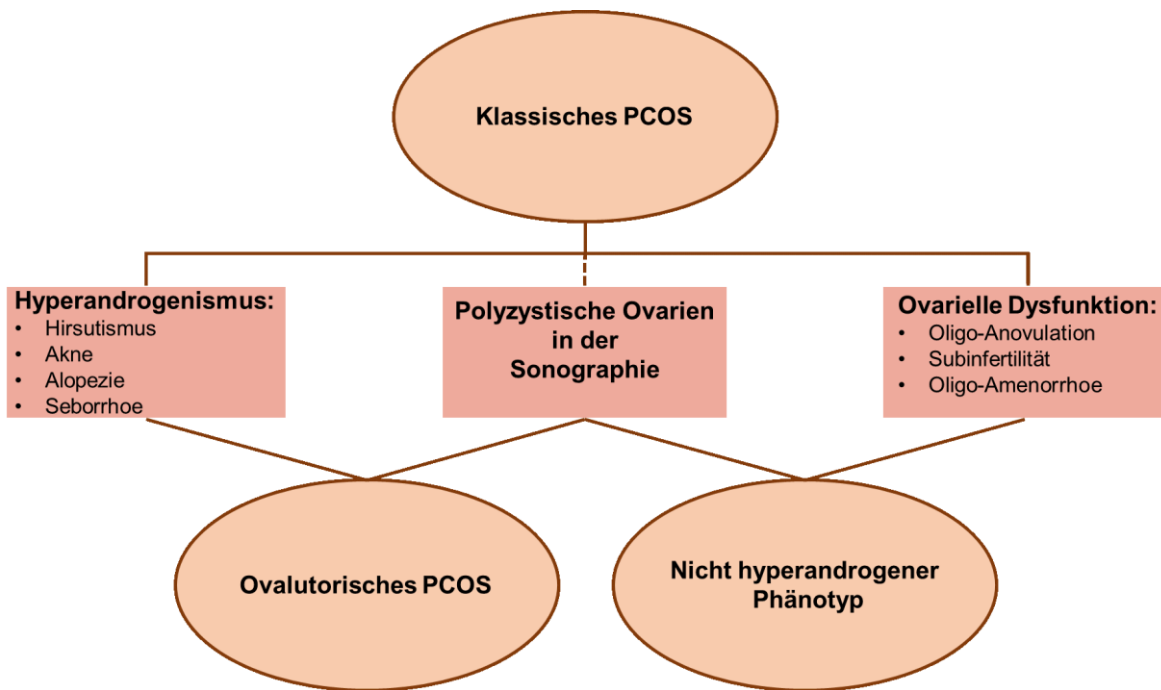 Klassisches PCOS
Hyperandrogenismus:
• Hirsutismus
• Akne
• Alopezie
• Seborrhoe
Polyzystische Ovarien
in der
Sonographie
Ovarielle Dysfunktion:
• Oligo-Anovulation
• Subinfertilität
• Oligo-Amenorrhoe
Ovalutorisches PCOS
Nicht hyperandrogener
Phänotyp